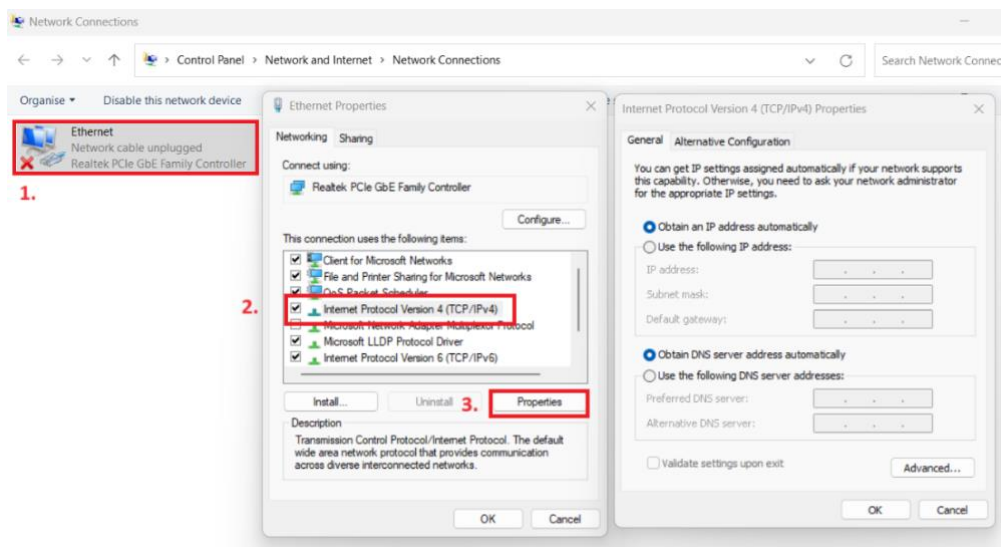 Network Connections
Control Panel > Network and Internet > Network Connections
Search Network Connec
Organise
Disable this network device
Ethernet
Network cable unplugged
Realtek PCIe GbE Family Controller
1.
Ethernet Properties
Networking
Sharing
Connect using:
Realtek PCIe GbE Family Controller
Configure...
This connection uses the following items:
Client for Microsoft Networks
File and Printer Sharing for Microsoft Networks
QoS Packet Scheduler
2.
Internet Protocol Version 4 (TCP/IPv4)
Microsoft Network Adapter Multiplexor Protocol
Microsoft LLDP Protocol Driver
Internet Protocol Version 6 (TCP/IPv6)
Install...
Uninstall
3.
Properties
Description
Transmission Control Protocol/Internet Protocol. The default
wide area network protocol that provides communication
across diverse interconnected networks.
OK
Cancel
Internet Protocol Version 4 (TCP/IPv4) Properties
General
Alternative Configuration
You can get IP settings assigned automatically if your network supports
this capability. Otherwise, you need to ask your network administrator
for the appropriate IP settings.
Obtain an IP address automatically
Use the following IP address:
IP address:
Subnet mask:
Default gateway:
Obtain DNS server address automatically
Use the following DNS server addresses:
Preferred DNS server:
Alternative DNS server:
Validate settings upon exit
Advanced...
OK
Cancel